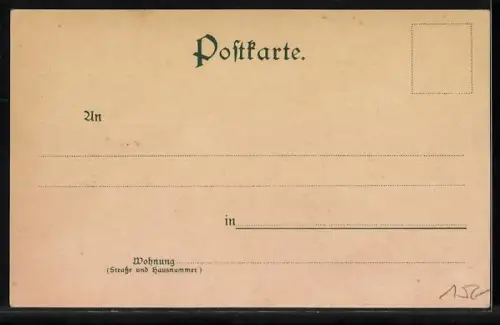 Poſtkarte.
An
in
Wohnung
(Straße und Hausnummer)